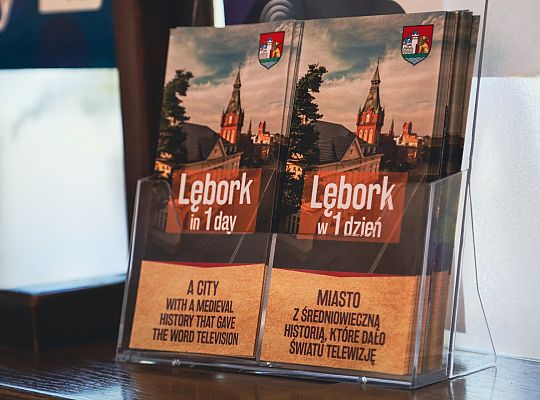 Lębork
in 1 day
A CITY
WITH A MEDIEVAL
HISTORY THAT GAVE
THE WORD TELEVISION
Lębork
w 1 dzień
MIASTO
Z ŚREDNIOWIECZNĄ
HISTORIĄ, KTÓRE DAŁO
ŚWIATU TELEWIZJĘ